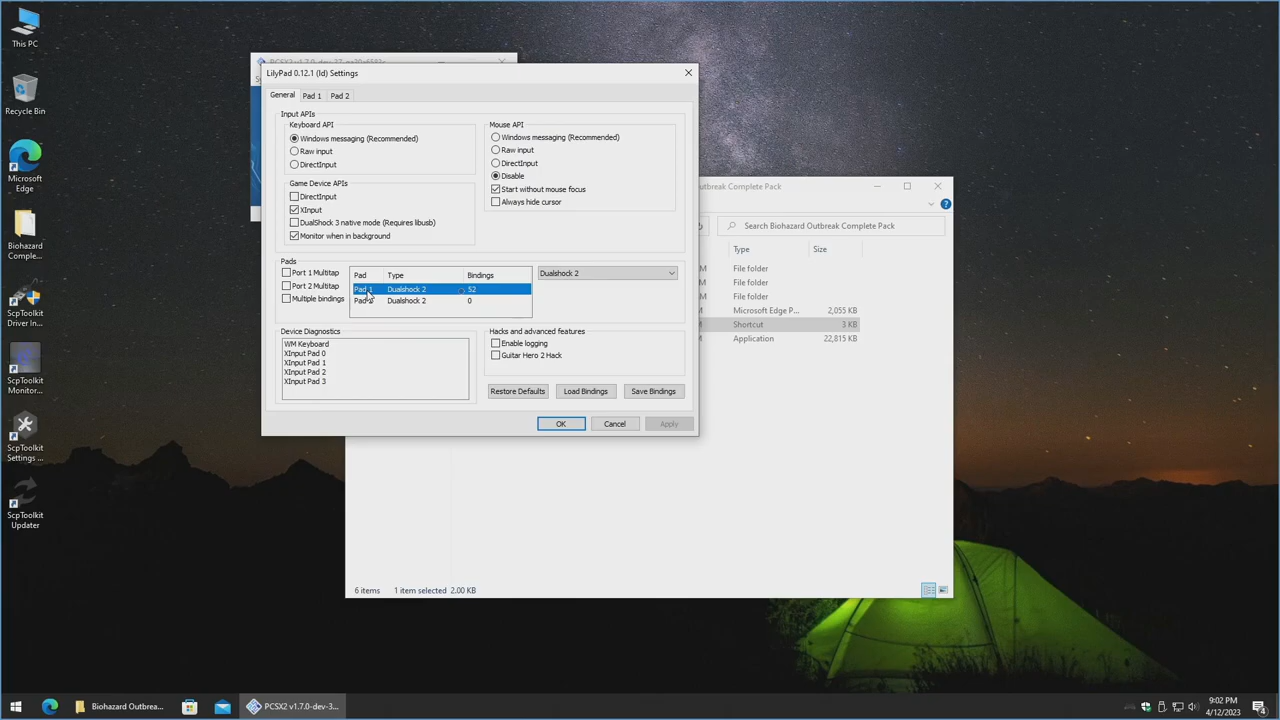 This PC
Recycle Bin
Microsoft
Edge
Biohazard
Comple...
ScpToolkit
Driver In...
ScpToolkit
Monitor...
ScpToolkit
Settings ...
ScpToolkit
Updater
LilyPad 0.12.1 (ld) Settings
General
Pad 1
Pad 2
Input APIs
Keyboard API
Windows messaging (Recommended)
Raw input
DirectInput
Mouse API
Windows messaging (Recommended)
Raw input
DirectInput
Disable
Start without mouse focus
Always hide cursor
Game Device APIs
DirectInput
XInput
DualShock 3 native mode (Requires libusb)
Monitor when in background
Pads
Port 1 Multitap
Port 2 Multitap
Multiple bindings
Pad Type Bindings
Pad 1 Dualshock 2 52
Pad Dualshock 2 0
Dualshock 2
Device Diagnostics
WM Keyboard
XInput Pad 0
XInput Pad 1
XInput Pad 2
XInput Pad 3
Hacks and advanced features
Enable logging
Guitar Hero 2 Hack
Restore Defaults
Load Bindings
Save Bindings
OK
Cancel
Apply
utbreak Complete Pack
Search Biohazard Outbreak Complete Pack
Type Size
M File folder
M File folder
M File folder
M Microsoft Edge P... 2,055 KB
M Shortcut 3 KB
M Application 22,815 KB
6 items 1 item selected 2.00 KB
Biohazard Outbrea...
PCSX2 v1.7.0-dev-3...
9:02 PM
4/12/2023
4